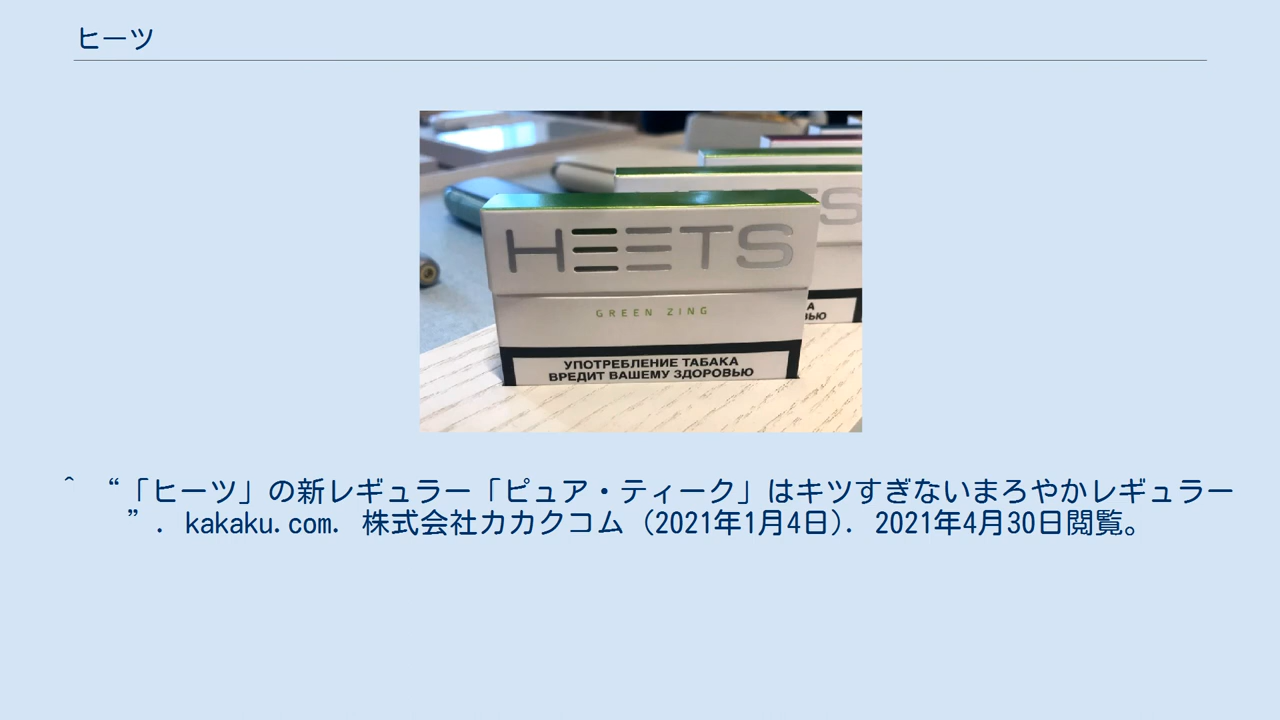 ヒーツ
HEETS
S
GREEN ZING
А
ВЬЮ
УПОТРЕБЛЕНИЕ ТАБАКА
ВРЕДИТ ВАШЕМУ ЗДОРОВЬЮ
^ “「ヒーツ」の新レギュラー「ピュア・ティーク」はキツすぎないまろやかレギュラー
”. kakaku.com. 株式会社カカクコム (2021年1月4日). 2021年4月30日閲覧。